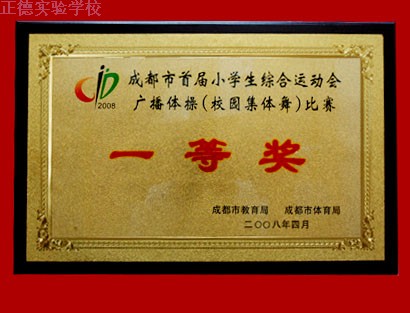 正德实验学校
2008
成都市首届小学生综合运动会
广播体操(校园集体舞)比赛
一等奖
成都市教育局 成都市体育局
二〇〇八年四月